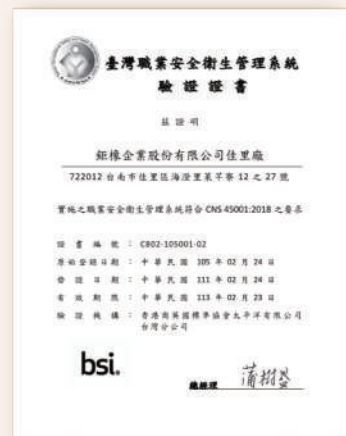 臺灣職業安全衛生管理系統
驗證證書
茲證明
鉅橡企業股份有限公司佳里廠
722012 台南市佳里區海澄里萊芊寮 12 之 27 號
實施之職業安全衛生管理系統符合 CNS 45001:2018 之要求
證書編號：C802-105001-02
原始登錄日期：中華民國 105 年 02 月 24 日
發證日期：中華民國 111 年 02 月 24 日
有效期限：中華民國 113 年 02 月 23 日
驗證機構：香港商英國標準協會太平洋有限公司
台灣分公司
bsi.
總經理 蒲樹盛